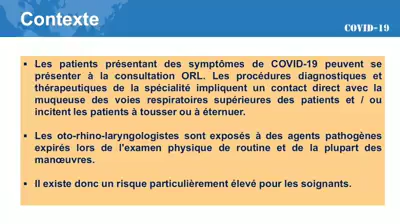 Contexte
COVID-19
• Les patients présentant des symptômes de COVID-19 peuvent se
présenter à la consultation ORL. Les procédures diagnostiques et
thérapeutiques de la spécialité impliquent un contact direct avec la
muqueuse des voies respiratoires supérieures des patients et / ou
incitent les patients à tousser ou à éternuer.
• Les oto-rhino-laryngologistes sont exposés à des agents pathogènes
expirés lors de l'examen physique de routine et de la plupart des
manœuvres.
• Il existe donc un risque particulièrement élevé pour les soignants.